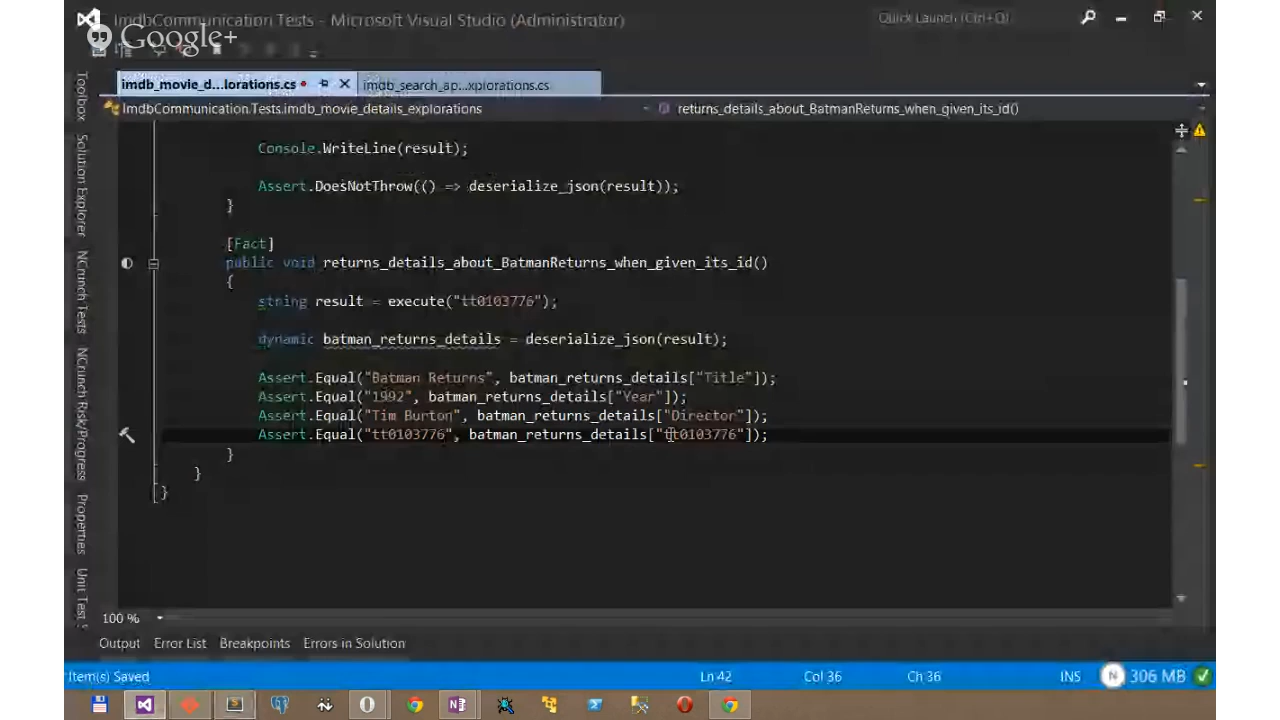 ImdbCommunication.Tests - Microsoft Visual Studio (Administrator)
Quick Launch (Ctrl+Q)
Google+
imdb_movie_d...lorations.cs
imdb_search_ap...xplorations.cs
ImdbCommunication.Tests.imdb_movie_details_explorations
returns_details_about_BatmanReturns_when_given_its_id()
Toolbox
Solution Explorer
NCrunch Tests
NCrunch Risk/Progress
Properties
Unit Test S
Console.WriteLine(result);
Assert.DoesNotThrow(() => deserialize_json(result));
}
[Fact]
public void returns_details_about_BatmanReturns_when_given_its_id()
{
string result = execute("tt0103776");
dynamic batman_returns_details = deserialize_json(result);
Assert.Equal("Batman Returns", batman_returns_details["Title"]);
Assert.Equal("1992", batman_returns_details["Year"]);
Assert.Equal("Tim Burton", batman_returns_details["Director"]);
Assert.Equal("tt0103776", batman_returns_details["tt0103776"]);
}
}
}
100 %
Output Error List Breakpoints Errors in Solution
Item(s) Saved Ln 42 Col 36 Ch 36 INS N 306 MB